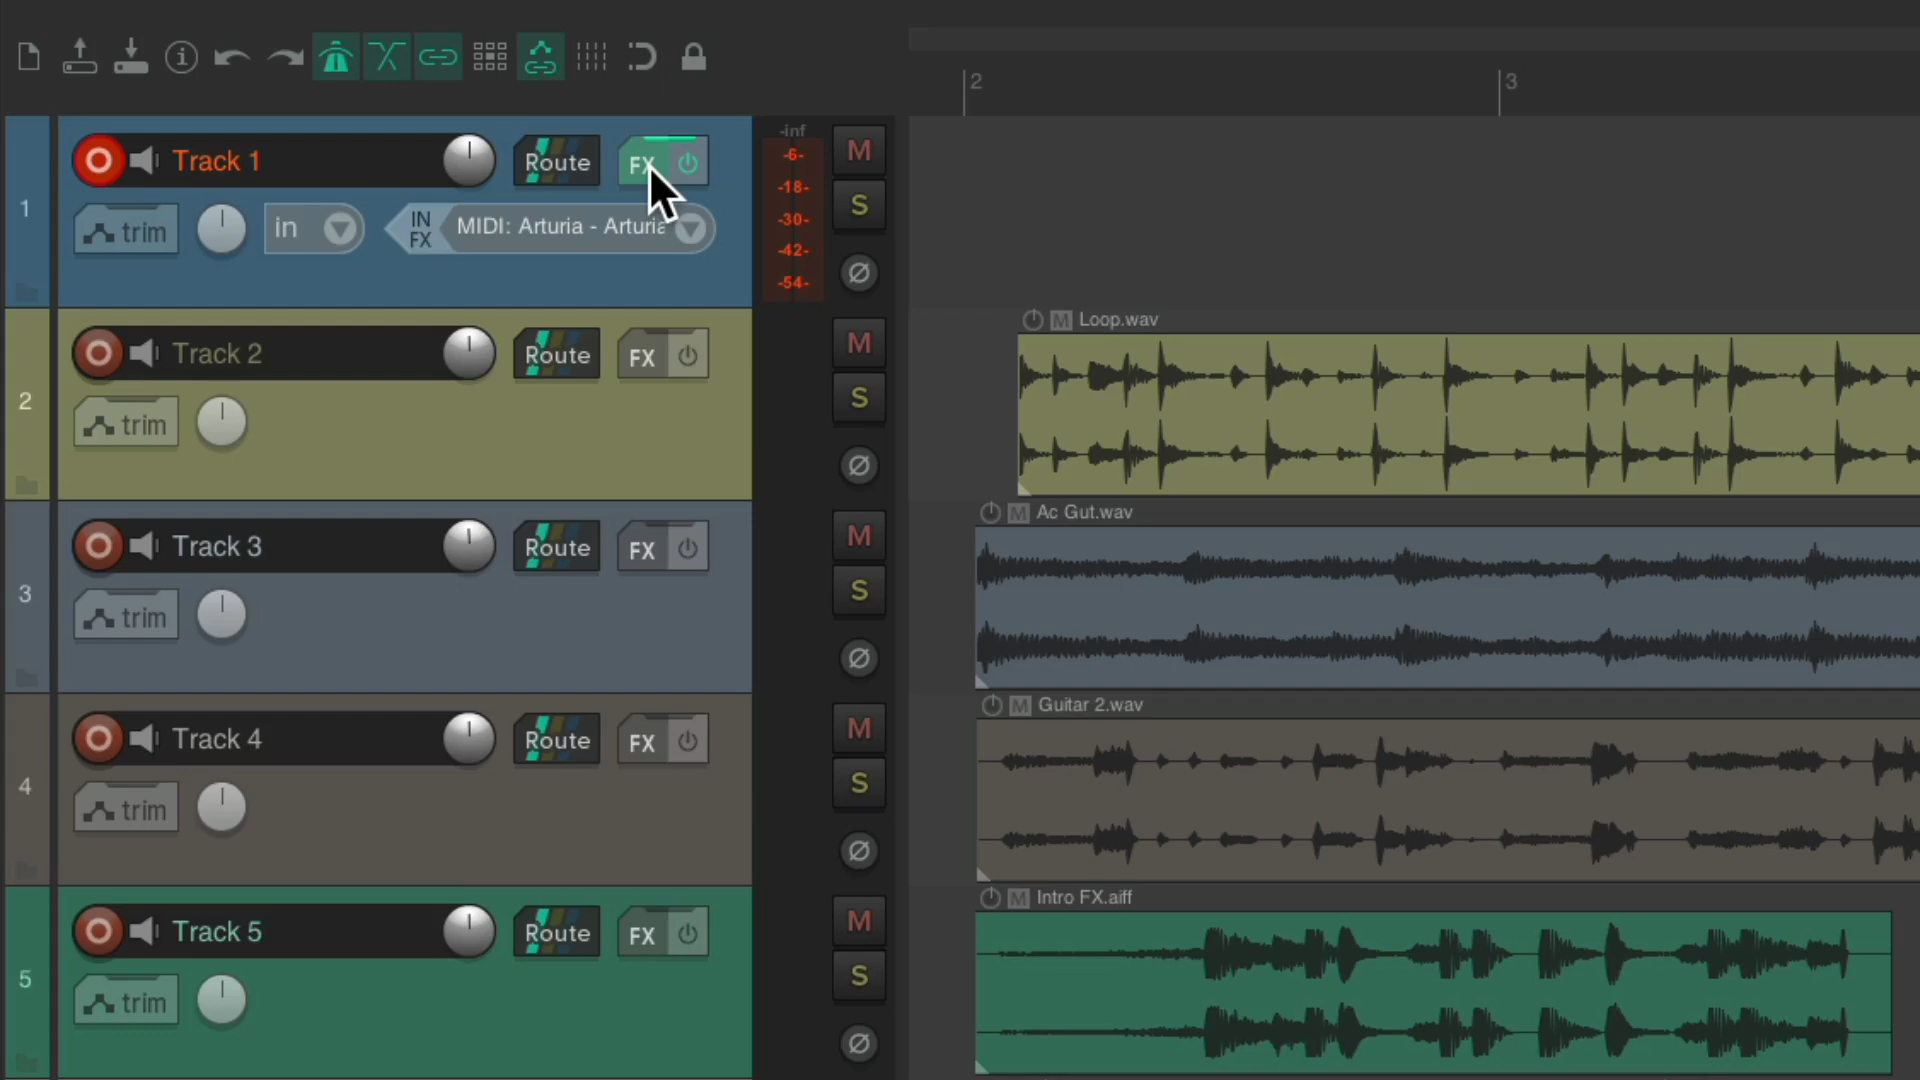 2
3
1
Track 1
Route
FX
trim
in
IN
FX
MIDI: Arturia - Arturia
-inf
-6-
-18-
-30-
-42-
-54-
M
S
2
Track 2
Route
FX
trim
M
S
M
Loop.wav
3
Track 3
Route
FX
trim
M
S
M
Ac Gut.wav
4
Track 4
Route
FX
trim
M
S
M
Guitar 2.wav
5
Track 5
Route
FX
trim
M
S
M
Intro FX.aiff